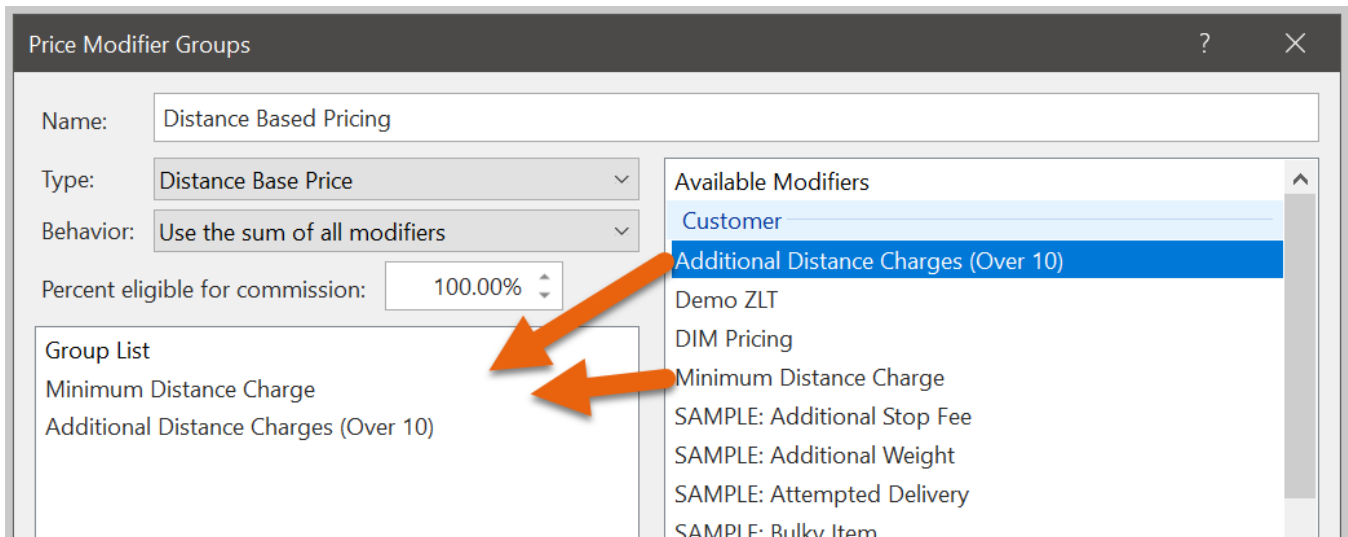 Price Modifier Groups
?
Name: Distance Based Pricing
Type: Distance Base Price
Behavior: Use the sum of all modifiers
Percent eligible for commission: 100.00%
Group List
Minimum Distance Charge
Additional Distance Charges (Over 10)
Available Modifiers
Customer
Additional Distance Charges (Over 10)
Demo ZLT
DIM Pricing
Minimum Distance Charge
SAMPLE: Additional Stop Fee
SAMPLE: Additional Weight
SAMPLE: Attempted Delivery
SAMPLE: Bulky Item